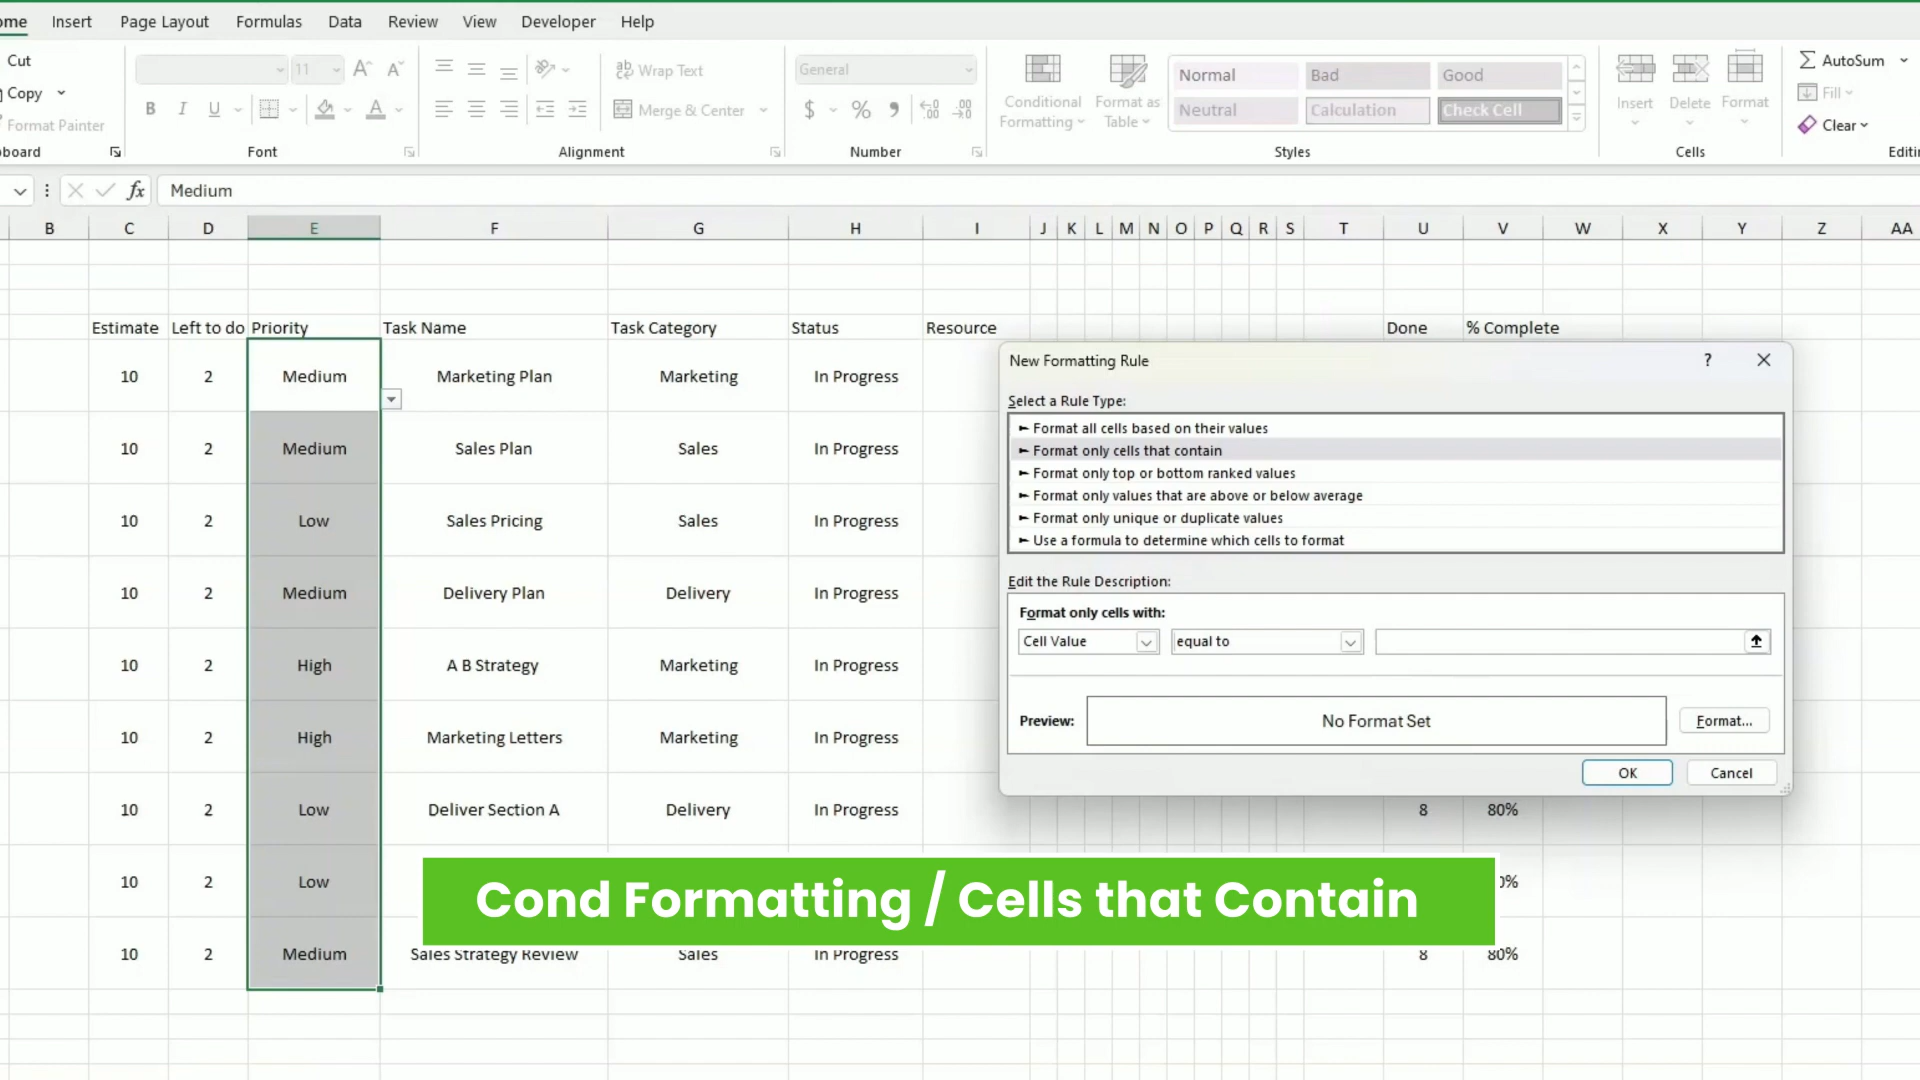 ome Insert Page Layout Formulas Data Review View Developer Help
Cut
Copy
Format Painter
board
11
B I U
Font
Wrap Text
Merge & Center
Alignment
General
$ %
Number
Conditional Formatting
Format as Table
Normal Bad Good
Neutral Calculation Check Cell
Styles
Insert Delete Format
Cells
AutoSum
Fill
Clear
Editin
fx Medium
B C D E F G H I J K L M N O P Q R S T U V W X Y Z AA
Estimate Left to do Priority Task Name Task Category Status Resource Done % Complete
10 2 Medium Marketing Plan Marketing In Progress
10 2 Medium Sales Plan Sales In Progress
10 2 Low Sales Pricing Sales In Progress
10 2 Medium Delivery Plan Delivery In Progress
10 2 High A B Strategy Marketing In Progress
10 2 High Marketing Letters Marketing In Progress
10 2 Low Deliver Section A Delivery In Progress 8 80%
10 2 Low 0%
10 2 Medium Sales Strategy Review Sales In Progress 8 80%
New Formatting Rule ?
Select a Rule Type:
► Format all cells based on their values
► Format only cells that contain
► Format only top or bottom ranked values
► Format only values that are above or below average
► Format only unique or duplicate values
► Use a formula to determine which cells to format
Edit the Rule Description:
Format only cells with:
Cell Value equal to
Preview: No Format Set Format...
OK Cancel
Cond Formatting / Cells that Contain